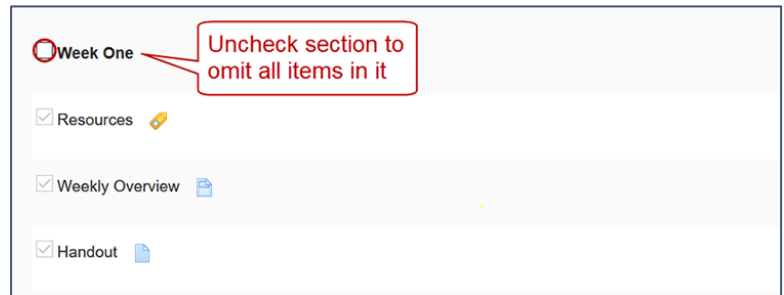 Week One
Uncheck section to
omit all items in it
Resources
Weekly Overview
Handout